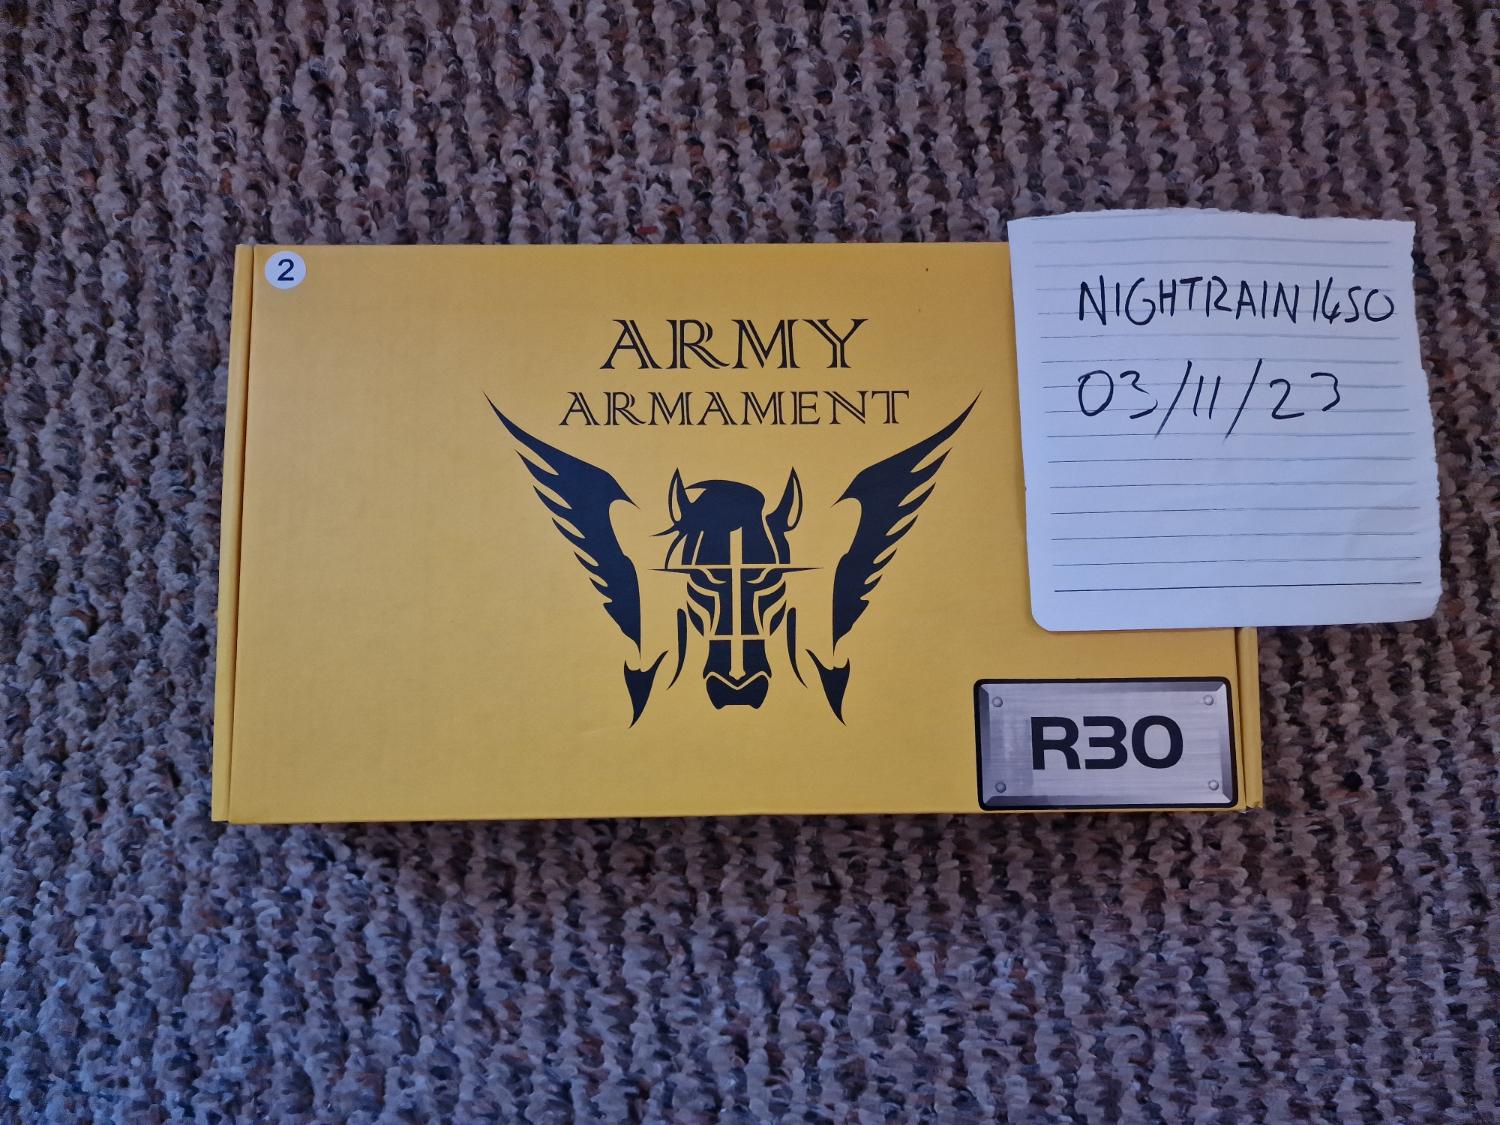 2
ARMY
ARMAMENT
NIGHTRAIN1450
03/11/23
R30